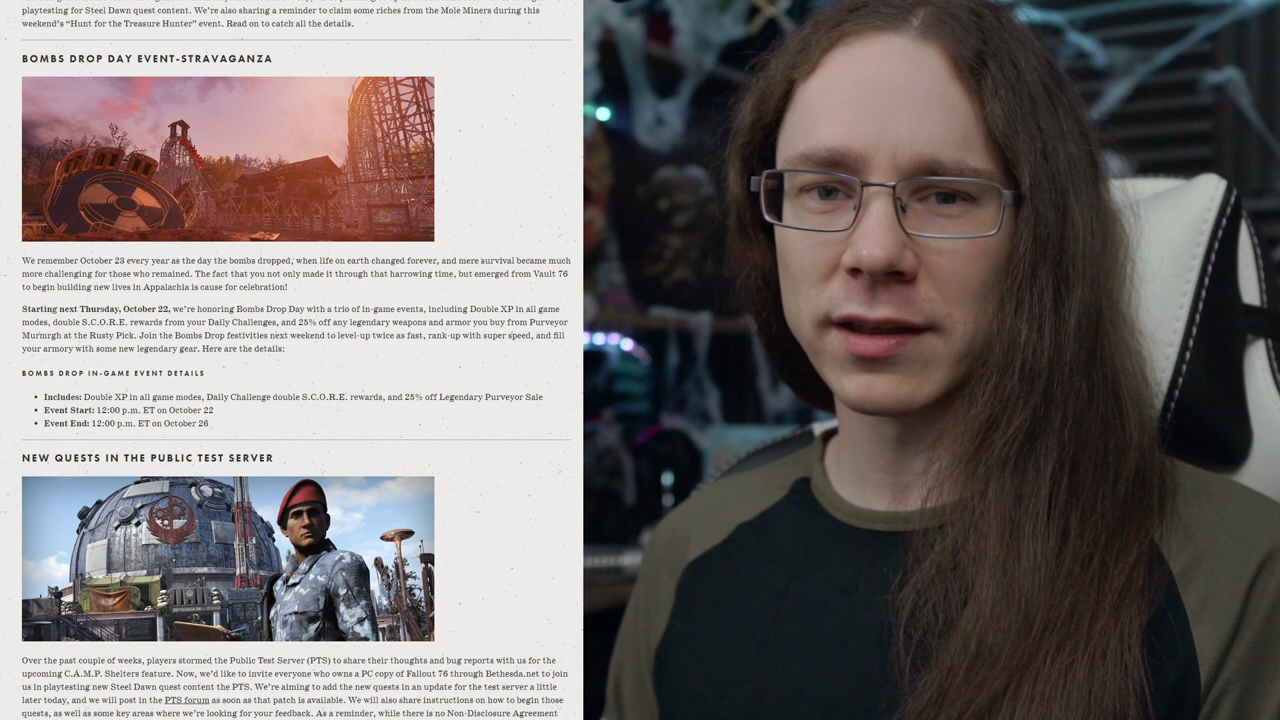 playtesting for Steel Dawn quest content. We're also sharing a reminder to claim some riches from the Mole Miners during this
weekend's "Hunt for the Treasure Hunter" event. Read on to catch all the details.
BOMBS DROP DAY EVENT-STRAVAGANZA
We remember October 23 every year as the day the bombs dropped, when life on earth changed forever, and mere survival became much
more challenging for those who remained. The fact that you not only made it through that harrowing time, but emerged from Vault 76
to begin building new lives in Appalachia is cause for celebration!
Starting next Thursday, October 22, we're honoring Bombs Drop Day with a trio of in-game events, including Double XP in all game
modes, double S.C.O.R.E. rewards from your Daily Challenges, and 25% off any legendary weapons and armor you buy from Purveyor
Murmrgh at the Rusty Pick. Join the Bombs Drop festivities next weekend to level-up twice as fast, rank-up with super speed, and fill
your armory with some new legendary gear. Here are the details:
BOMBS DROP IN-GAME EVENT DETAILS
• Includes: Double XP in all game modes, Daily Challenge double S.C.O.R.E. rewards, and 25% off Legendary Purveyor Sale
• Event Start: 12:00 p.m. ET on October 22
• Event End: 12:00 p.m. ET on October 26
NEW QUESTS IN THE PUBLIC TEST SERVER
Over the past couple of weeks, players stormed the Public Test Server (PTS) to share their thoughts and bug reports with us for the
upcoming C.A.M.P. Shelters feature. Now, we'd like to invite everyone who owns a PC copy of Fallout 76 through Bethesda.net to join
us in playtesting new Steel Dawn quest content the PTS. We're aiming to add the new quests in an update for the test server a little
later today, and we will post in the PTS forum as soon as that patch is available. We will also share instructions on how to begin those
quests, as well as some key areas where we're looking for your feedback. As a reminder, while there is no Non-Disclosure Agreement